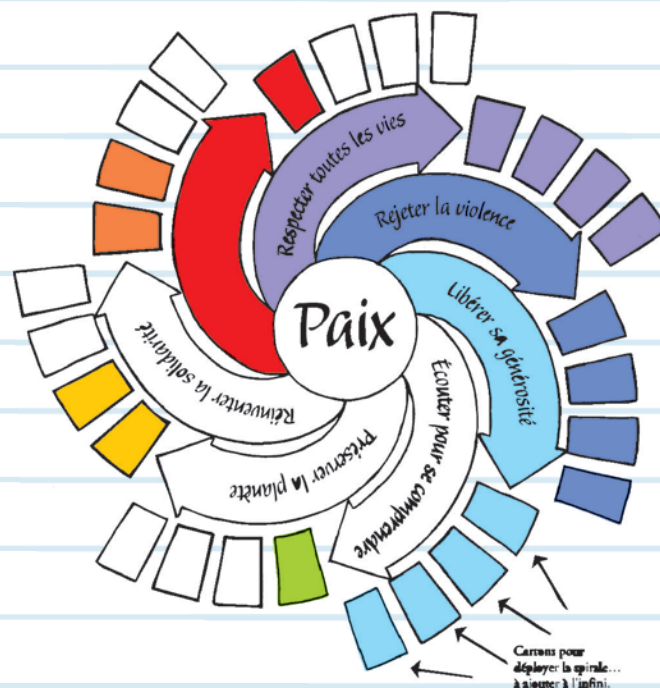 Respecter toutes les vies
Rejeter la violence
Libérer sa générosité
Écouter pour se comprendre
Préserver la planète
Réinventer la solidarité
Paix
Cartons pour
déployer la spirale...
à ajouter à l'infini.